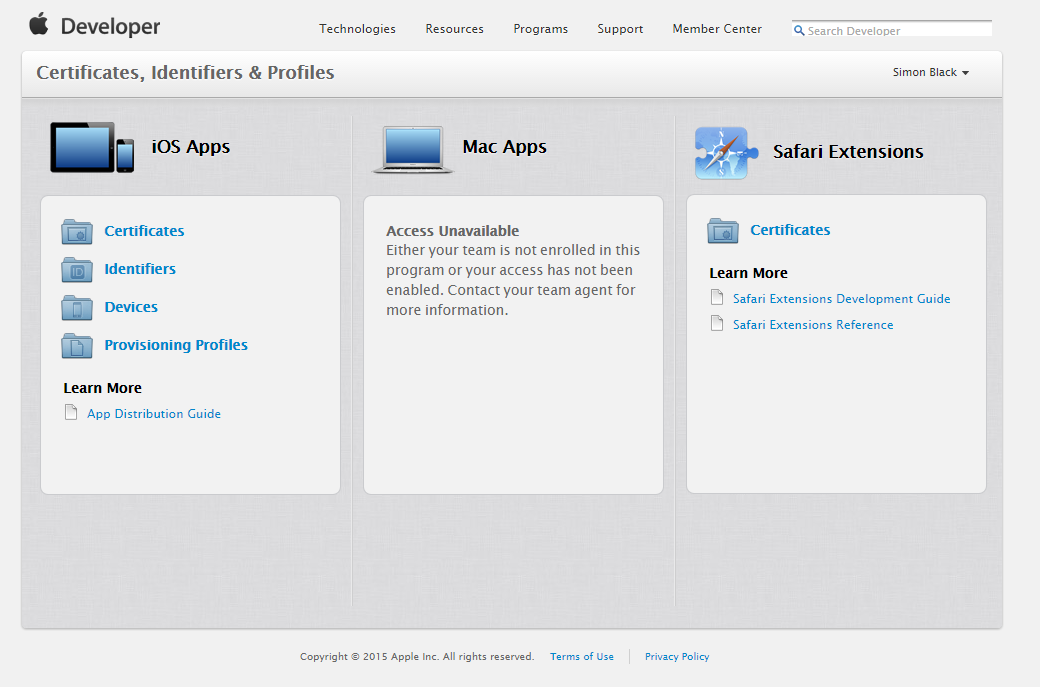 Developer
Technologies Resources Programs Support Member Center Search Developer
Certificates, Identifiers & Profiles
Simon Black
iOS Apps
Certificates
Identifiers
ID
Devices
Provisioning Profiles
Learn More
App Distribution Guide
Mac Apps
Access Unavailable
Either your team is not enrolled in this
program or your access has not been
enabled. Contact your team agent for
more information.
Safari Extensions
Certificates
Learn More
Safari Extensions Development Guide
Safari Extensions Reference
Copyright © 2015 Apple Inc. All rights reserved. Terms of Use Privacy Policy